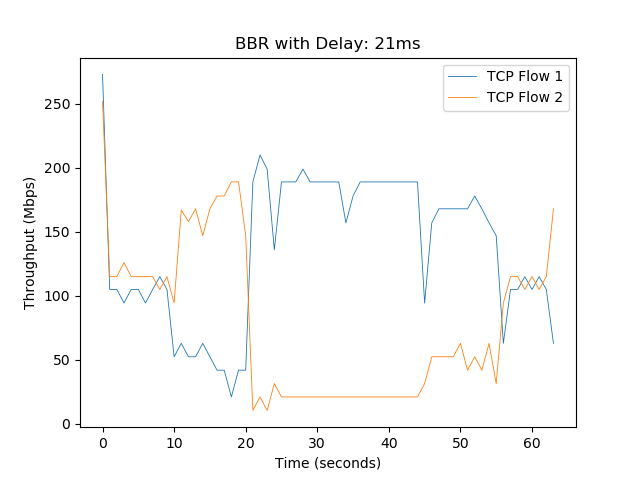 BBR with Delay: 21ms
TCP Flow 1
TCP Flow 2
Throughput (Mbps)
250
200
150
100
50
0
0 10 20 30 40 50 60
Time (seconds)